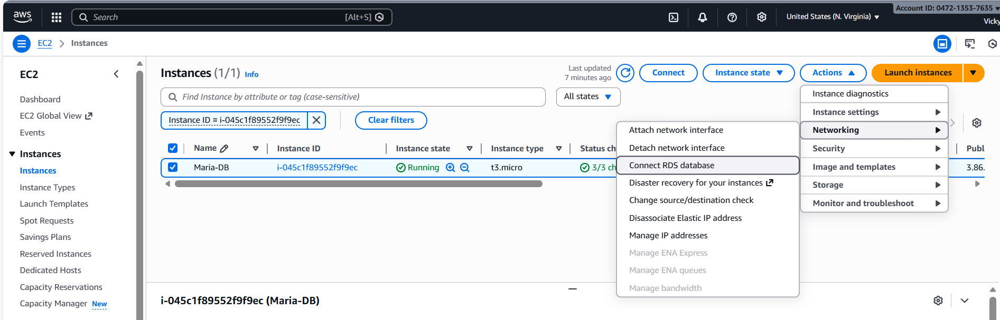 aws
Search [Alt+S]
United States (N. Virginia)
Account ID: 0472-1353-7635
Vicky
EC2 > Instances
EC2
Dashboard
EC2 Global View
Events
Instances
Instances
Instance Types
Launch Templates
Spot Requests
Savings Plans
Reserved Instances
Dedicated Hosts
Capacity Reservations
Capacity Manager New
Instances (1/1) Info
Last updated
7 minutes ago
Connect
Instance state
Actions
Launch instances
Find Instance by attribute or tag (case-sensitive)
All states
Instance ID = i-045c1f89552f9f9ec
Clear filters
Name Instance ID Instance state Instance type Status ch Publ
Maria-DB i-045c1f89552f9f9ec Running t3.micro 3/3 ch 3.86.
Instance diagnostics
Instance settings
Networking
Security
Image and templates
Storage
Monitor and troubleshoot
Attach network interface
Detach network interface
Connect RDS database
Disaster recovery for your instances
Change source/destination check
Disassociate Elastic IP address
Manage IP addresses
Manage ENA Express
Manage ENA queues
Manage bandwidth
i-045c1f89552f9f9ec (Maria-DB)